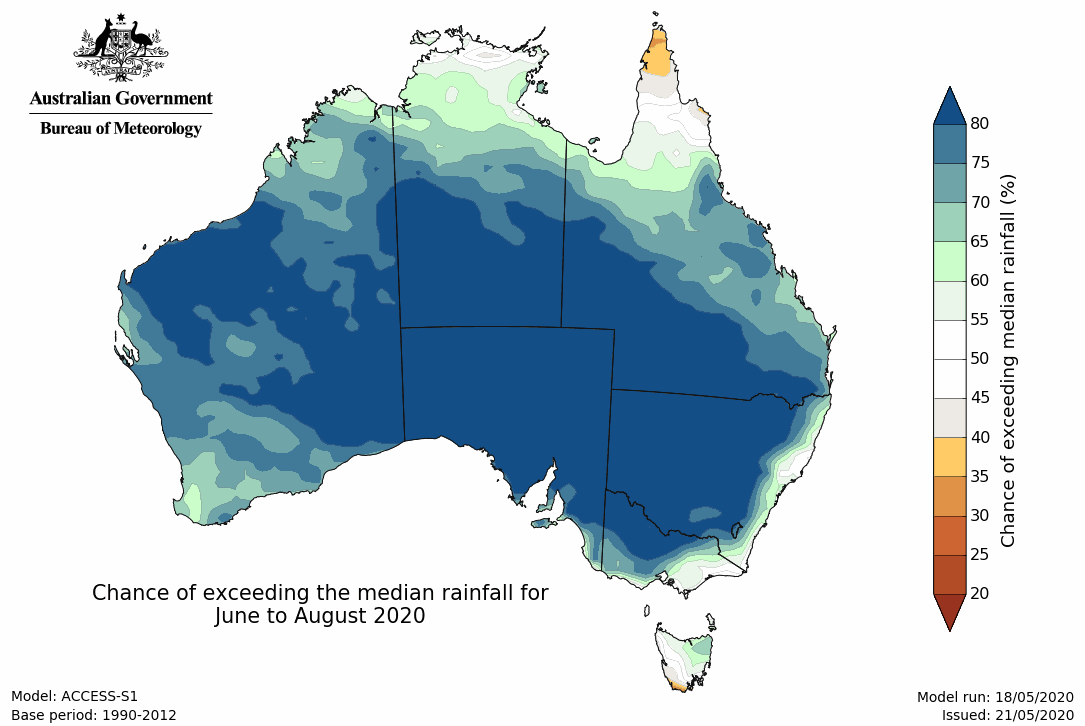 Australian Government
Bureau of Meteorology
80
75
70
65
60
55
50
45
40
35
30
25
20
Chance of exceeding median rainfall (%)
Chance of exceeding the median rainfall for
June to August 2020
Model: ACCESS-S1
Base period: 1990-2012
Model run: 18/05/2020
Issued: 21/05/2020